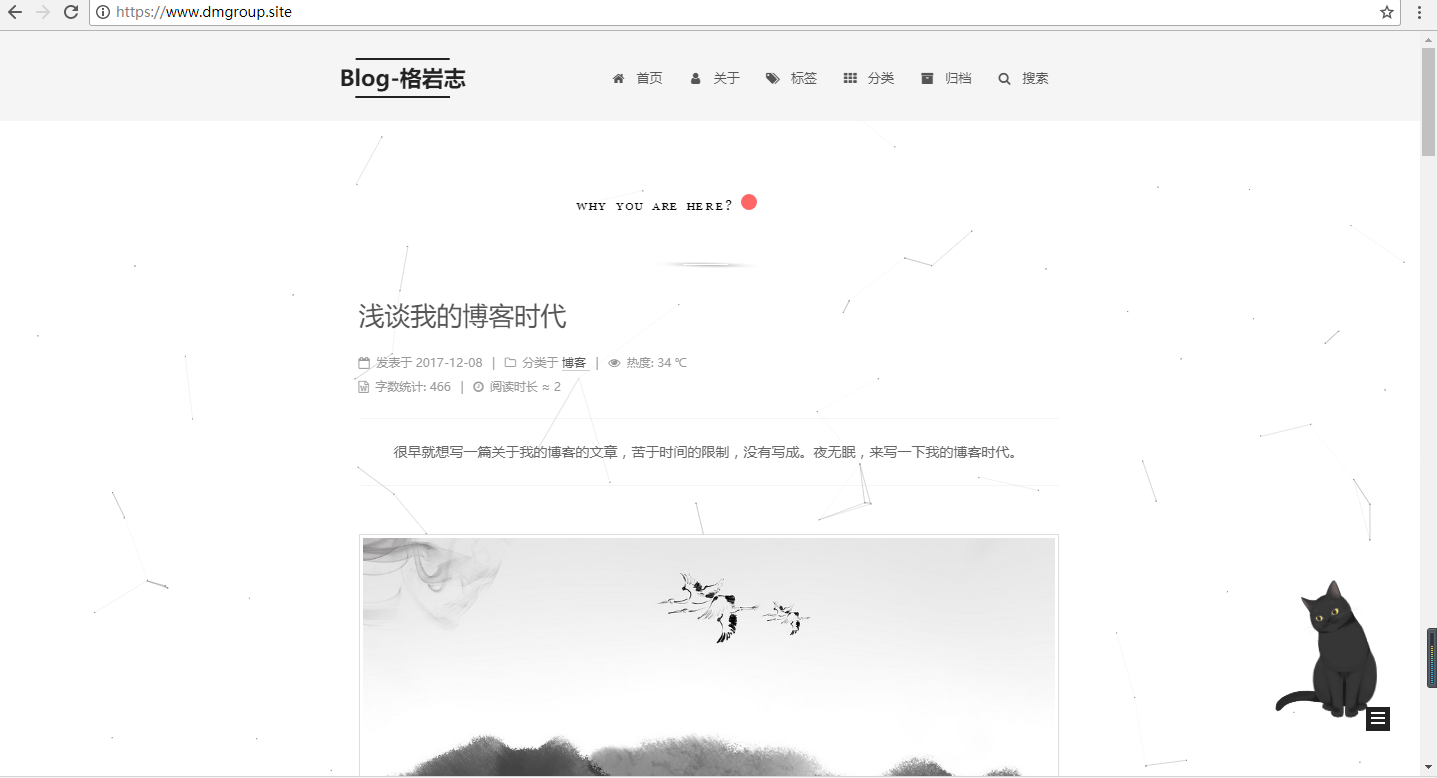 https://www.dmgroup.site
Blog-格岩志
首页 关于 标签 分类 归档 搜索
WHY YOU ARE HERE?
浅谈我的博客时代
发表于 2017-12-08 | 分类于 博客 | 热度: 34 ℃
字数统计: 466 | 阅读时长 ≈ 2
很早就想写一篇关于我的博客的文章，苦于时间的限制，没有写成。夜无眠，来写一下我的博客时代。